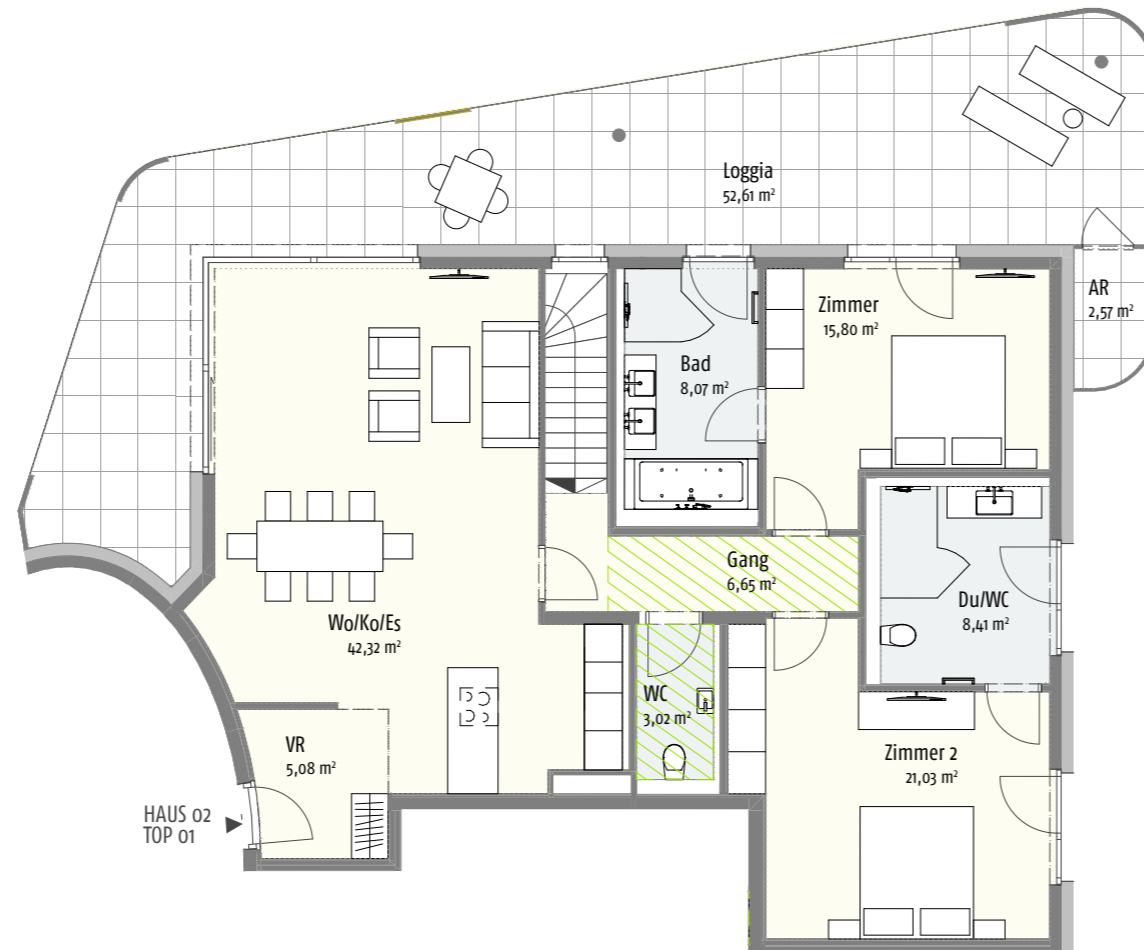 Loggia
52,61 m²
AR
2,57 m²
Zimmer
15,80 m²
Bad
8,07 m²
Gang
6,65 m²
Du/WC
8,41 m²
Wo/Ko/Es
42,32 m²
WC
3,02 m²
VR
5,08 m²
Zimmer 2
21,03 m²
HAUS 02
TOP 01